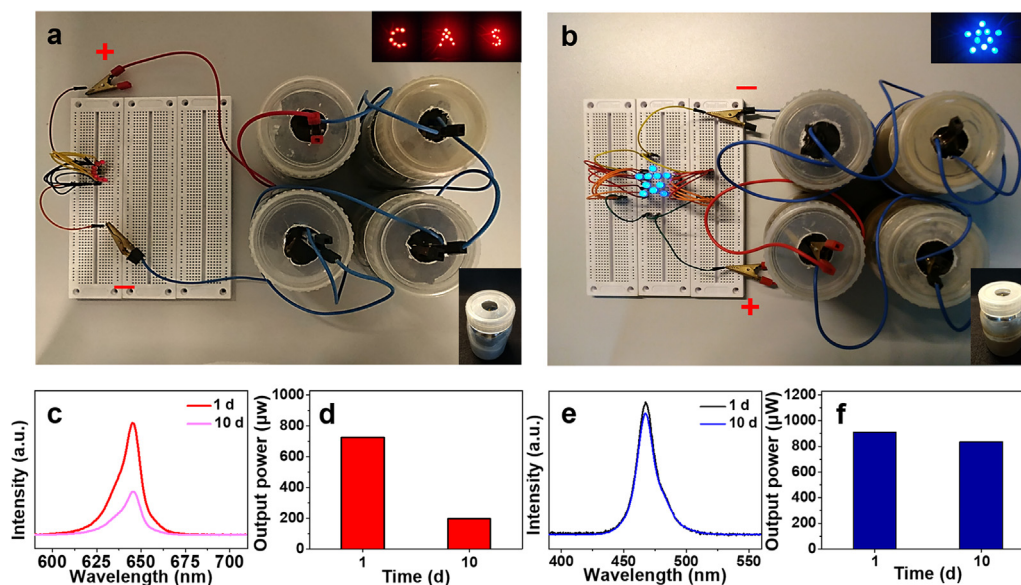 a
+
−
C A S
b
−
+
c
Intensity (a.u.)
1 d
10 d
600 625 650 675 700
Wavelength (nm)
d
Output power (μW)
1000
800
600
400
200
0
1 10
Time (d)
e
Intensity (a.u.)
1 d
10 d
400 450 500 550
Wavelength (nm)
f
Output power (μW)
1200
1000
800
600
400
200
0
1 10
Time (d)